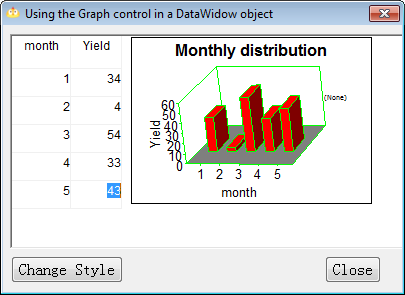 Using the Graph control in a DataWidow object
month Yield
1 34
2 4
3 54
4 33
5 43
Monthly distribution
60
50
40
30
20
10
0
Yield
(None)
1 2 3 4 5
month
Change Style
Close